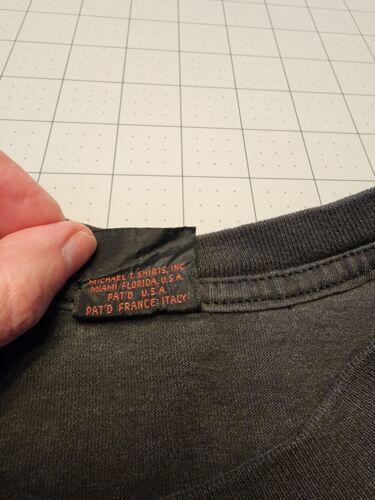 MICHAEL T. SHIRTS, INC.
MIAMI, FLORIDA, U.S.A.
PAT'D U.S.A.
PAT'D FRANCE; ITALY